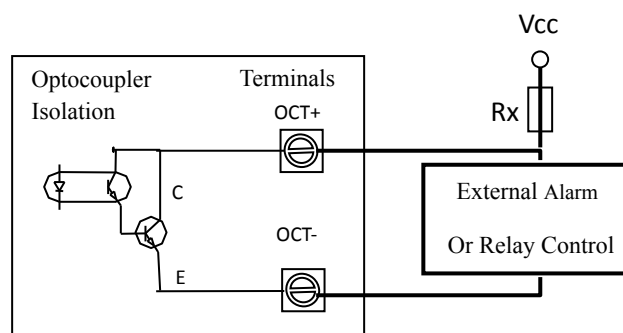 Vcc
Optocoupler
Isolation
Terminals
OCT+
Rx
C
External Alarm
Or Relay Control
OCT-
E